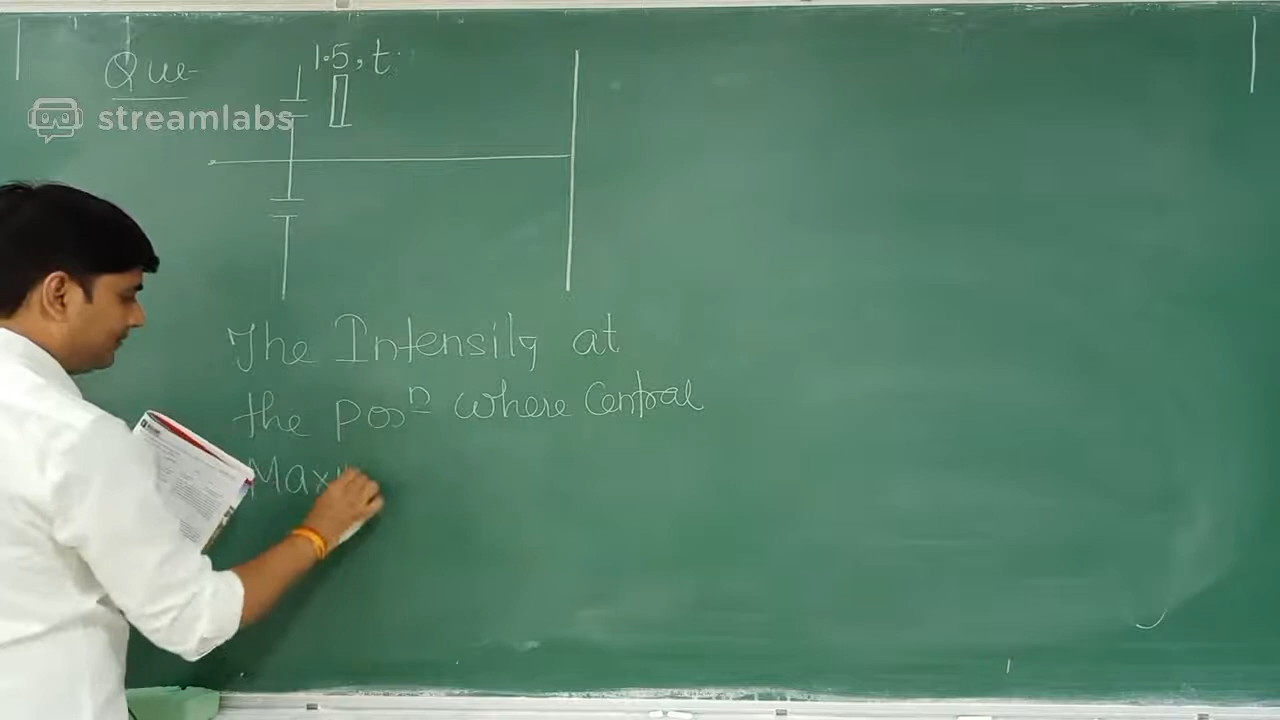 Que-
1.5, t.
streamlabs
The Intensity at
the Posⁿ where Central
Max